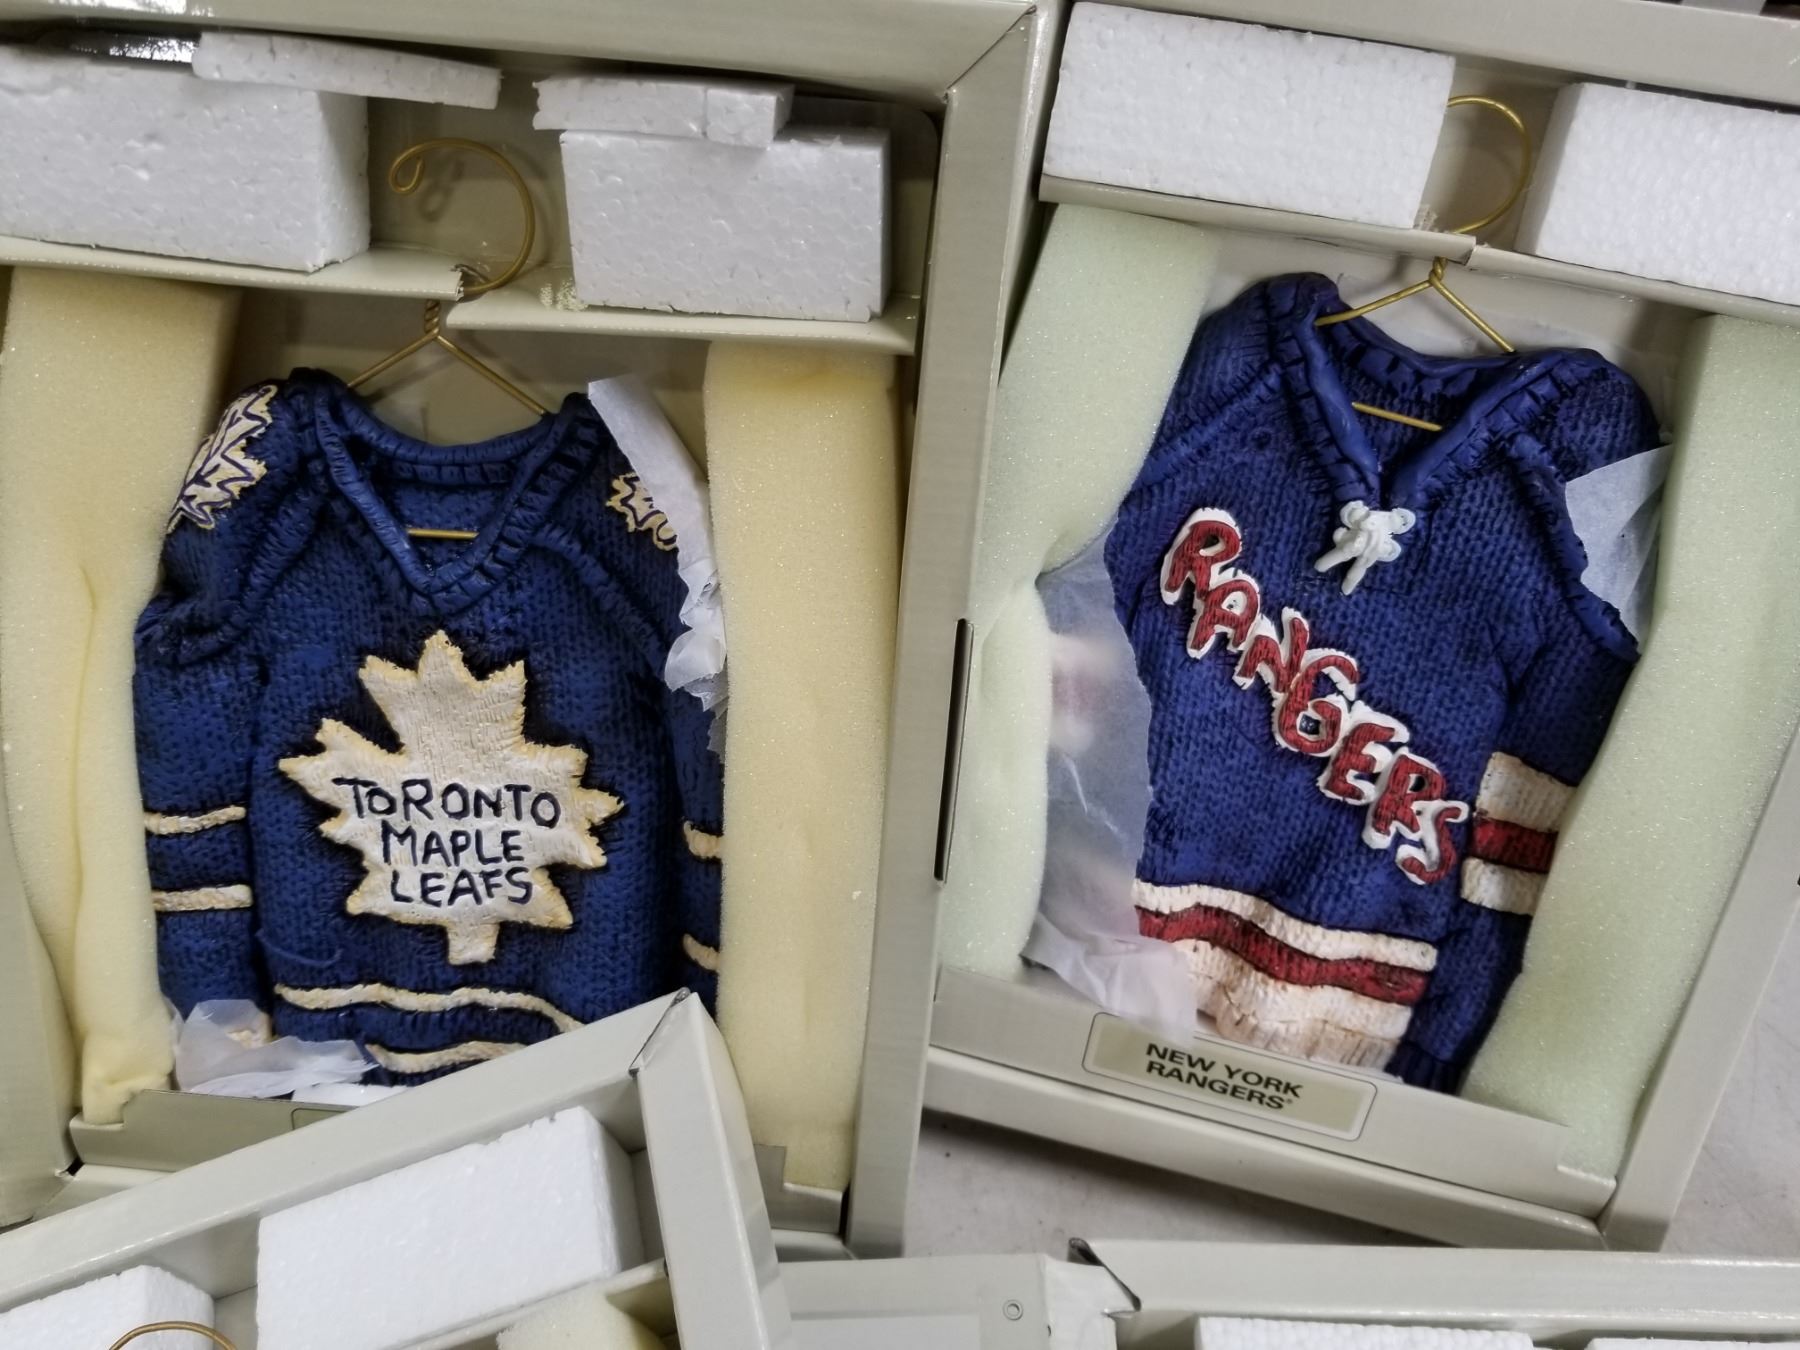 TORONTO
MAPLE
LEAFS
RANGERS
NEW YORK
RANGERS®